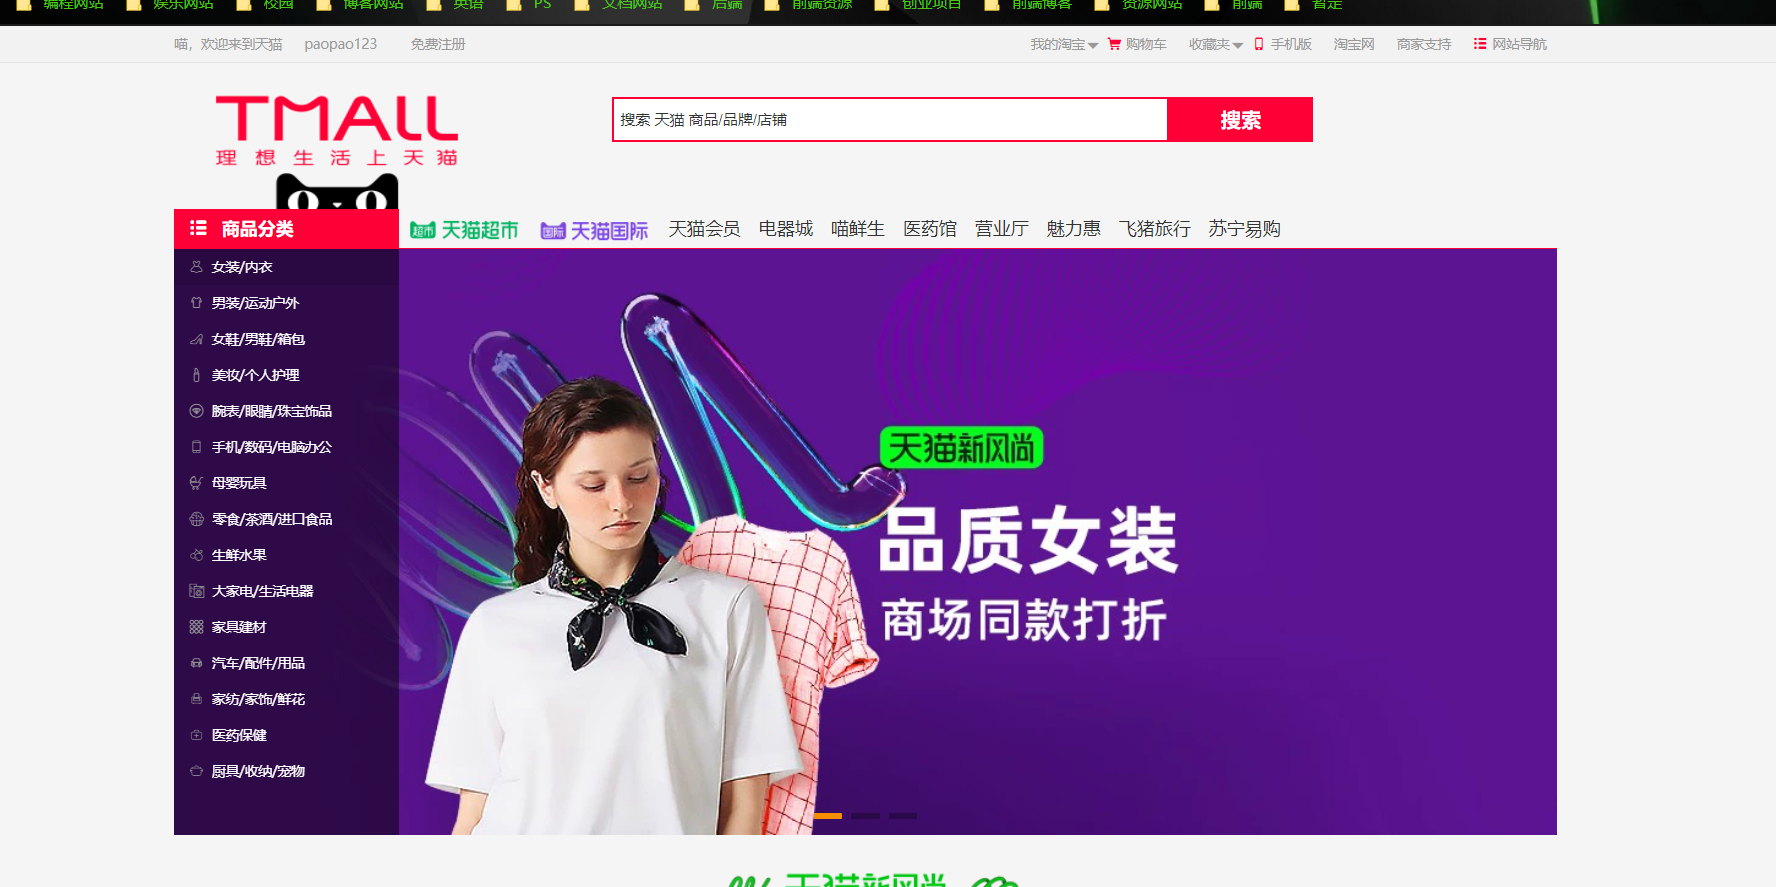 编程网站 娱乐网站 校园 博客网站 英语 PS 文档网站 后端 前端资源 创业项目 前端博客 资源网站 前端 暂定
喵，欢迎来到天猫 paopao123 免费注册 我的淘宝 购物车 收藏夹 手机版 淘宝网 商家支持 网站导航
TMALL
理想生活上天猫
搜索 天猫 商品/品牌/店铺 搜索
商品分类 超市 天猫超市 国际 天猫国际 天猫会员 电器城 喵鲜生 医药馆 营业厅 魅力惠 飞猪旅行 苏宁易购
女装/内衣
男装/运动户外
女鞋/男鞋/箱包
美妆/个人护理
腕表/眼睛/珠宝饰品
手机/数码/电脑办公
母婴玩具
零食/茶酒/进口食品
生鲜水果
大家电/生活电器
家具建材
汽车/配件/用品
家纺/家饰/鲜花
医药保健
厨具/收纳/宠物
天猫新风尚
品质女装
商场同款打折
天猫新风尚